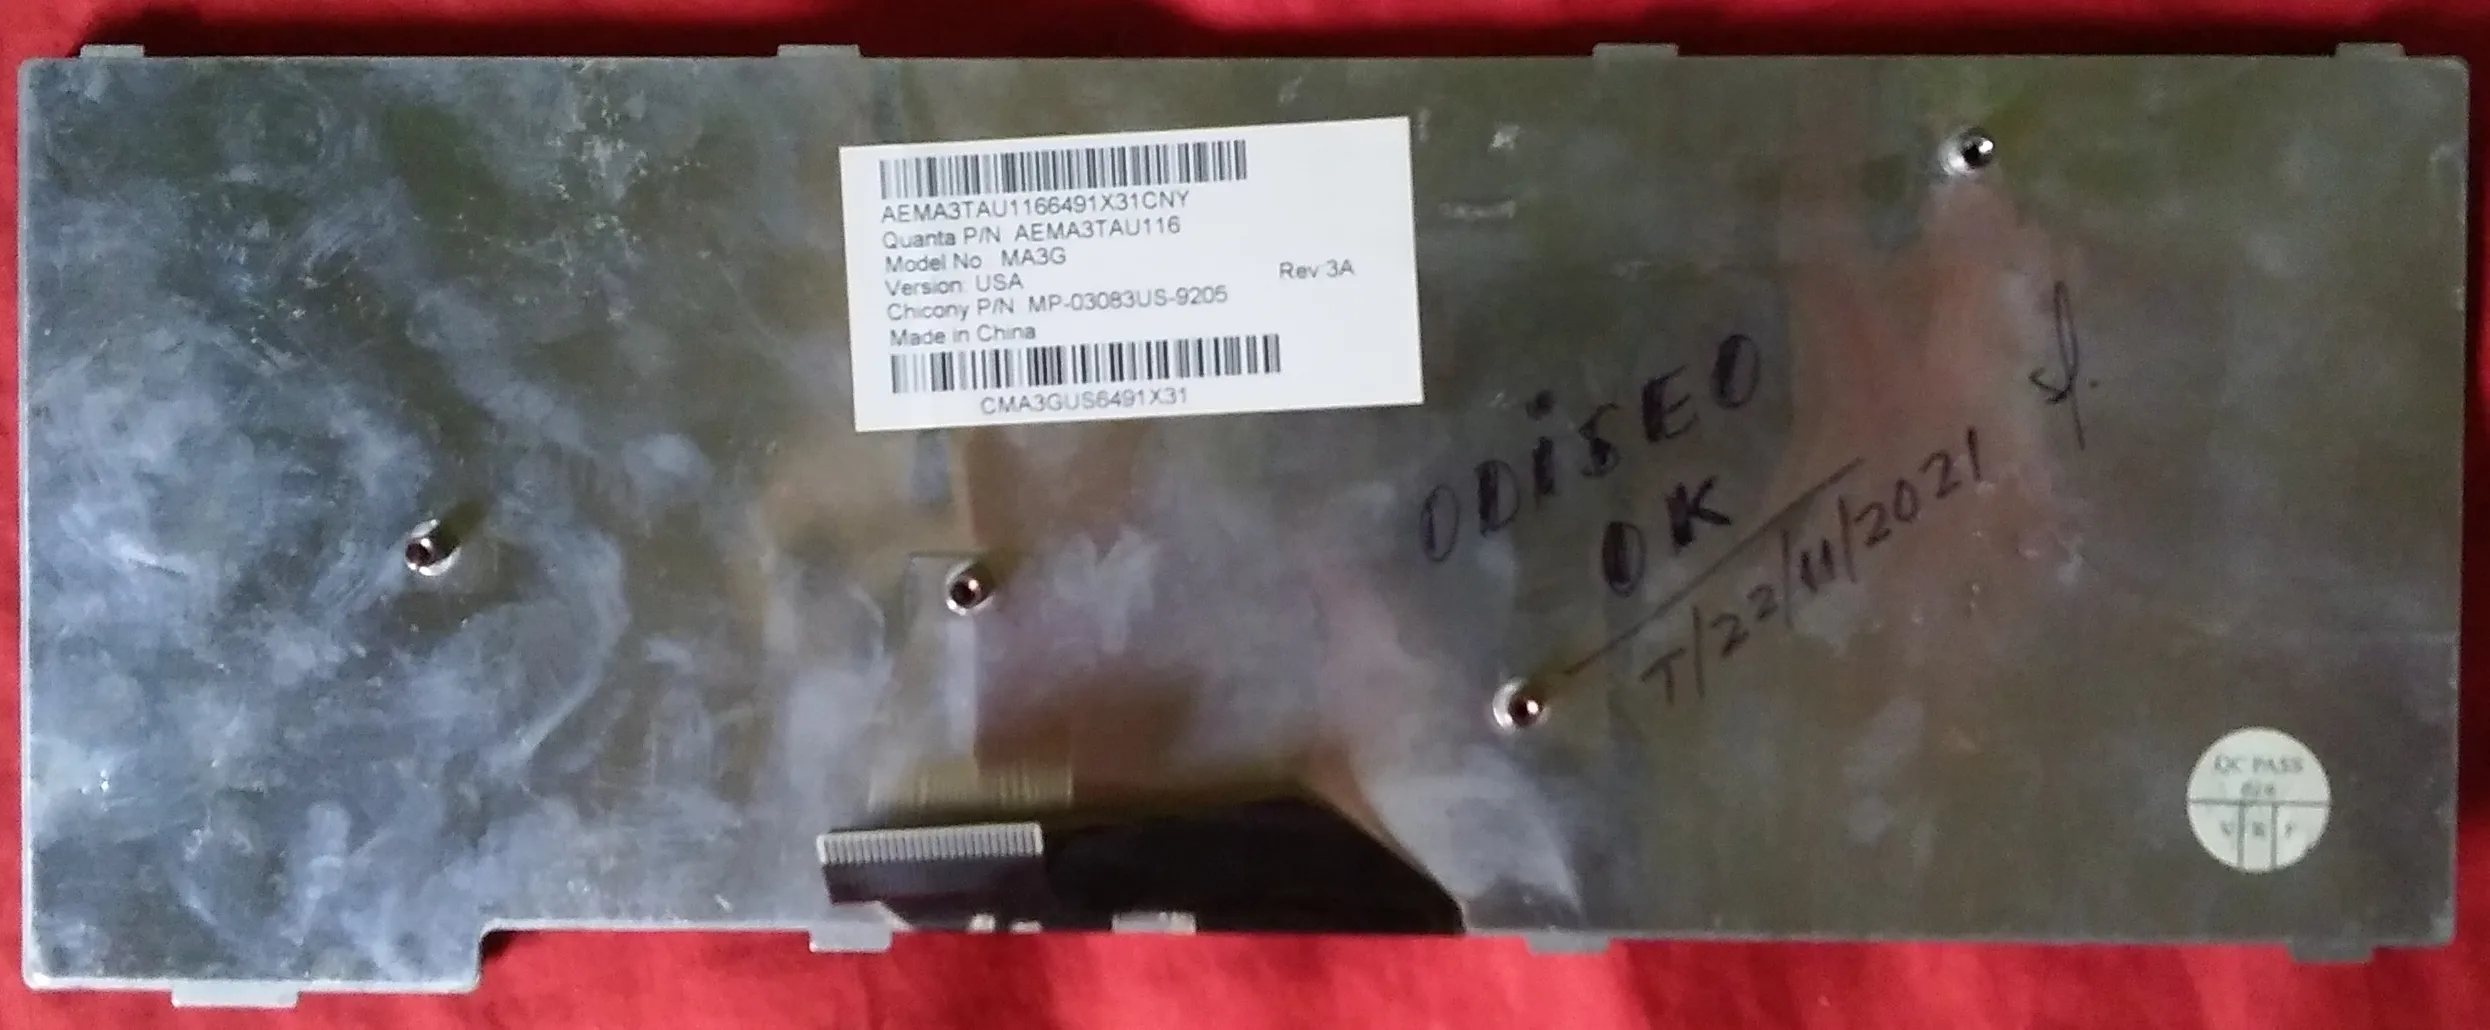 AEMA3TAU1166491X31CNY
Quanta P/N AEMA3TAU116
Model No MA3G
Version: USA Rev:3A
Chicony P/N MP-03083US-9205
Made in China
CMA3GUS6491X31
ODiSEO
OK
T/22/11/2021
QC PASS